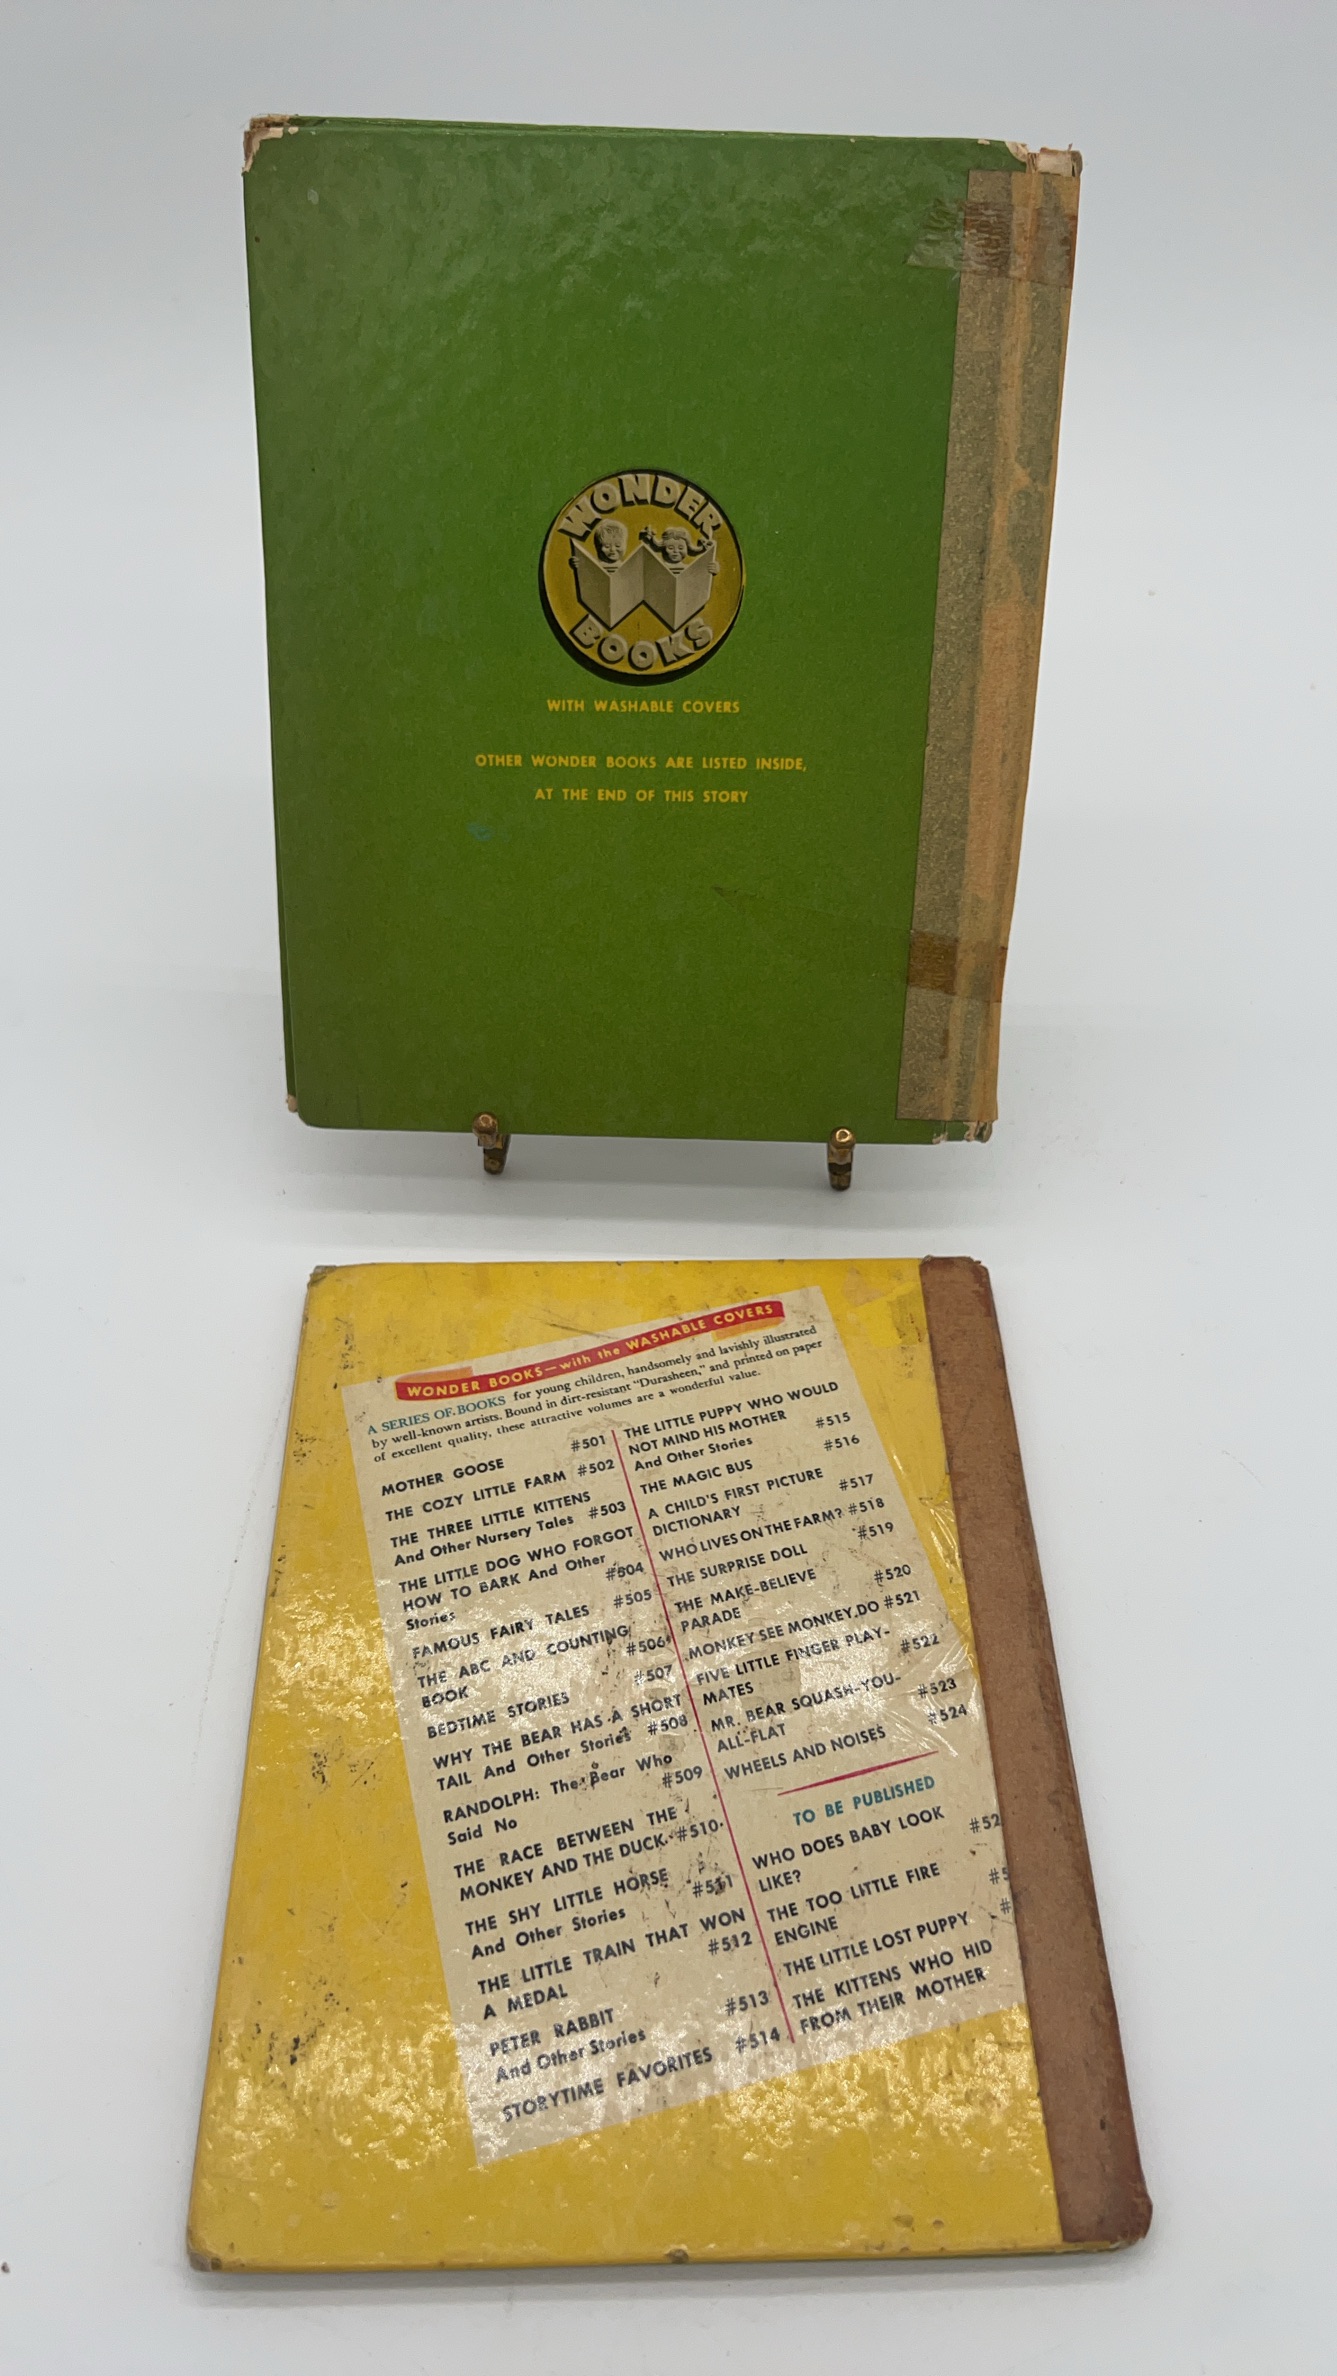 WONDER
BOOKS
WITH WASHABLE COVERS
OTHER WONDER BOOKS ARE LISTED INSIDE,
AT THE END OF THIS STORY
WONDER BOOKS—with the WASHABLE COVERS
A SERIES OF BOOKS for young children, handsomely and lavishly illustrated
by well-known artists. Bound in dirt-resistant "Durasheen," and printed on paper
of excellent quality, these attractive volumes are a wonderful value.
MOTHER GOOSE #501
THE COZY LITTLE FARM #502
THE THREE LITTLE KITTENS
And Other Nursery Tales #503
THE LITTLE DOG WHO FORGOT
HOW TO BARK And Other
Stories #504
FAMOUS FAIRY TALES #505
THE ABC AND COUNTING
BOOK #506
BEDTIME STORIES #507
WHY THE BEAR HAS A SHORT
TAIL And Other Stories #508
RANDOLPH: The Bear Who
Said No #509
THE RACE BETWEEN THE
MONKEY AND THE DUCK #510
THE SHY LITTLE HORSE
And Other Stories #511
THE LITTLE TRAIN THAT WON
A MEDAL #512
PETER RABBIT
And Other Stories #513
STORYTIME FAVORITES #514
THE LITTLE PUPPY WHO WOULD
NOT MIND HIS MOTHER
And Other Stories #515
THE MAGIC BUS #516
A CHILD'S FIRST PICTURE
DICTIONARY #517
WHO LIVES ON THE FARM? #518
THE SURPRISE DOLL #519
THE MAKE-BELIEVE
PARADE #520
MONKEY SEE MONKEY DO #521
FIVE LITTLE FINGER PLAY-
MATES #522
MR. BEAR SQUASH-YOU-
ALL-FLAT #523
WHEELS AND NOISES #524
TO BE PUBLISHED
WHO DOES BABY LOOK
LIKE? #52
THE TOO LITTLE FIRE
ENGINE #5
THE LITTLE LOST PUPPY #
THE KITTENS WHO HID
FROM THEIR MOTHER